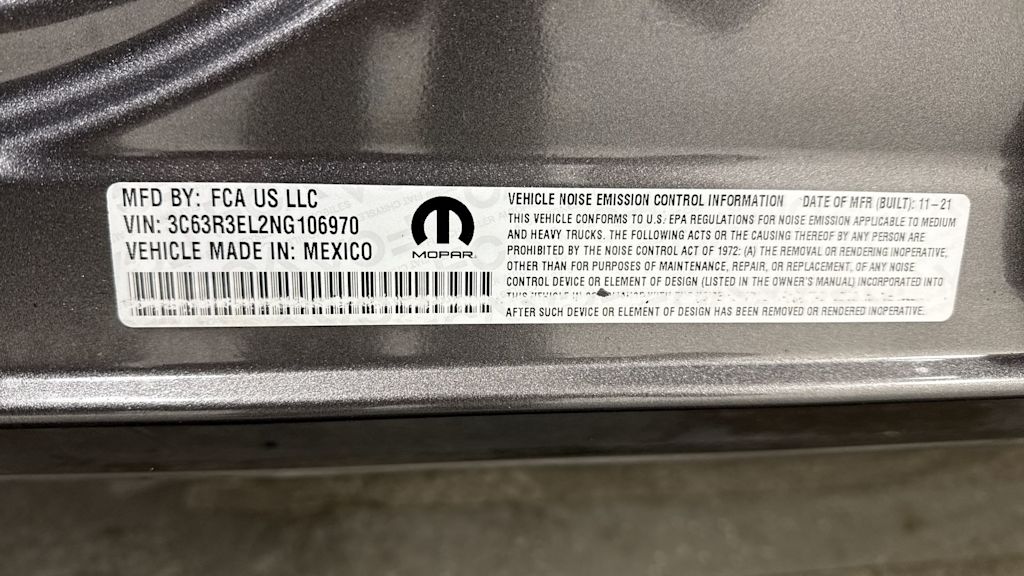 MFD BY: FCA US LLC
VIN: 3C63R3EL2NG106970
VEHICLE MADE IN: MEXICO
MOPAR
VEHICLE NOISE EMISSION CONTROL INFORMATION DATE OF MFR (BUILT): 11-21
THIS VEHICLE CONFORMS TO U.S. EPA REGULATIONS FOR NOISE EMISSION APPLICABLE TO MEDIUM
AND HEAVY TRUCKS. THE FOLLOWING ACTS OR THE CAUSING THEREOF BY ANY PERSON ARE
PROHIBITED BY THE NOISE CONTROL ACT OF 1972: (A) THE REMOVAL OR RENDERING INOPERATIVE,
OTHER THAN FOR PURPOSES OF MAINTENANCE, REPAIR, OR REPLACEMENT, OF ANY NOISE
CONTROL DEVICE OR ELEMENT OF DESIGN (LISTED IN THE OWNER'S MANUAL) INCORPORATED INTO
THIS VEHICLE IN
AFTER SUCH DEVICE OR ELEMENT OF DESIGN HAS BEEN REMOVED OR RENDERED INOPERATIVE.